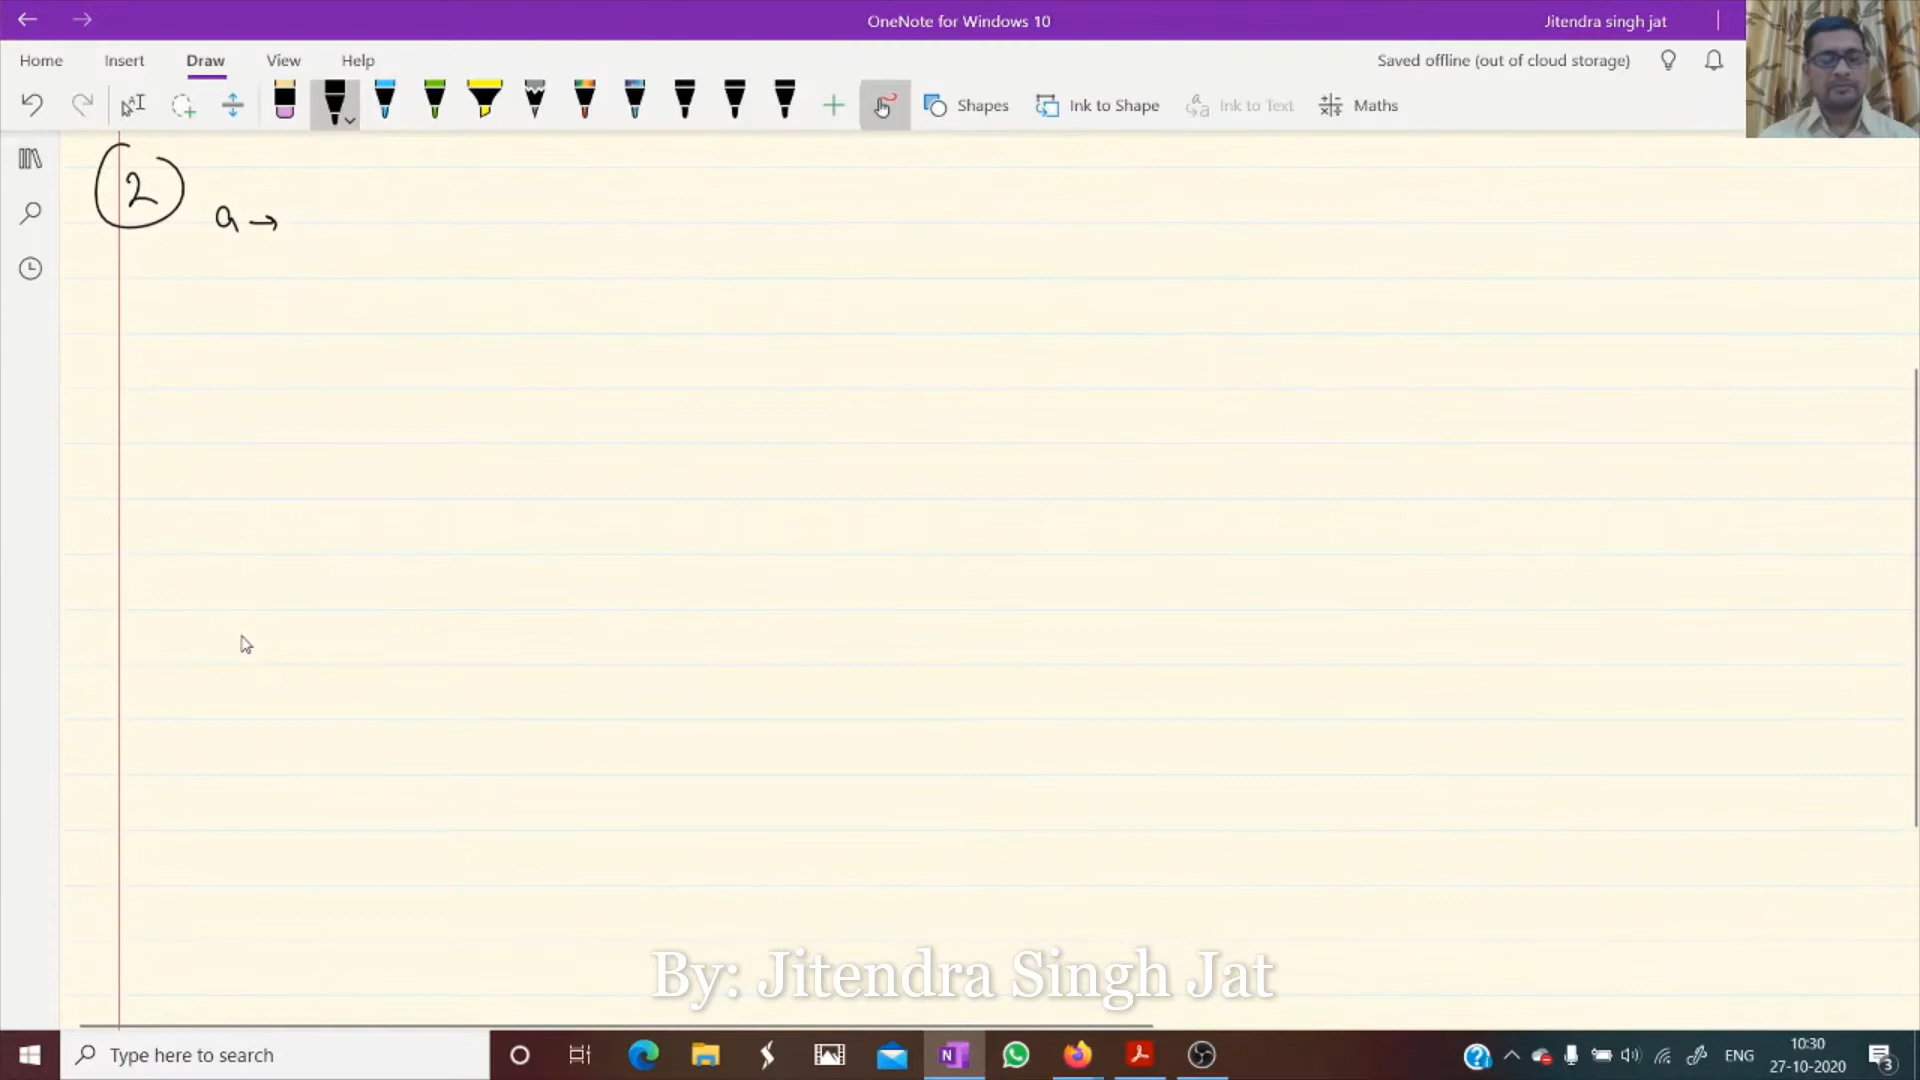 OneNote for Windows 10
Jitendra singh jat
Home Insert Draw View Help
Saved offline (out of cloud storage)
Shapes
Ink to Shape
Ink to Text
Maths
2
a →
By: Jitendra Singh Jat
Type here to search
ENG
10:30
27-10-2020
3